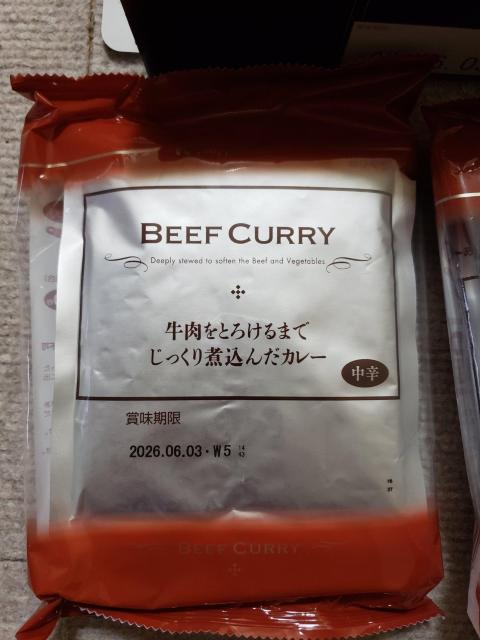 BEEF CURRY
Deeply stewed to soften the Beef and Vegetables
牛肉をとろけるまで
じっくり煮込んだカレー
中辛
賞味期限
2026.06.03・W5
BEEF CURRY